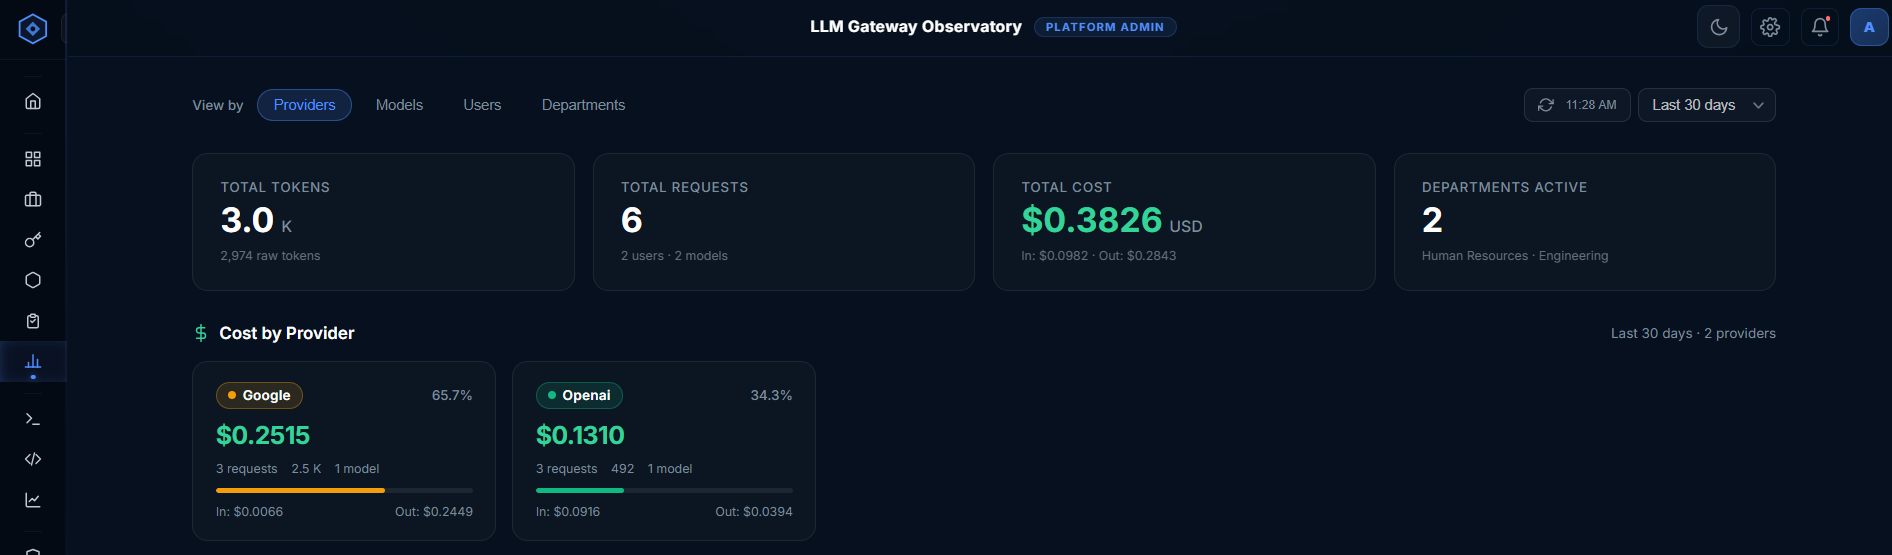 LLM Gateway Observatory PLATFORM ADMIN A
View by Providers Models Users Departments 11:28 AM Last 30 days
TOTAL TOKENS
3.0 K
2,974 raw tokens
TOTAL REQUESTS
6
2 users · 2 models
TOTAL COST
$0.3826 USD
In: $0.0982 · Out: $0.2843
DEPARTMENTS ACTIVE
2
Human Resources · Engineering
$ Cost by Provider Last 30 days · 2 providers
Google 65.7%
$0.2515
3 requests 2.5 K 1 model
In: $0.0066 Out: $0.2449
Openai 34.3%
$0.1310
3 requests 492 1 model
In: $0.0916 Out: $0.0394